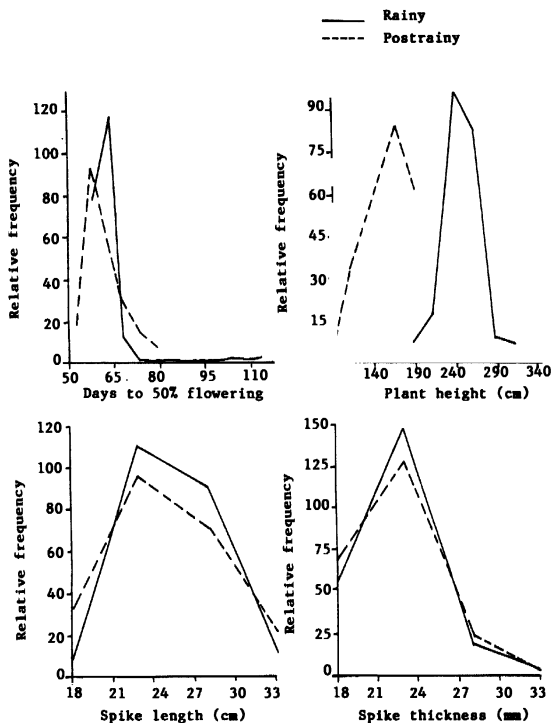 Rainy
Postrainy
Relative frequency
120
100
80
60
40
20
0
50 65 80 95 110
Days to 50% flowering
Relative frequency
90
75
60
45
30
15
140 190 240 290 340
Plant height (cm)
Relative frequency
120
100
80
60
40
20
0
18 21 24 27 30 33
Spike length (cm)
Relative frequency
150
125
100
75
50
25
0
18 21 24 27 30 33
Spike thickness (mm)